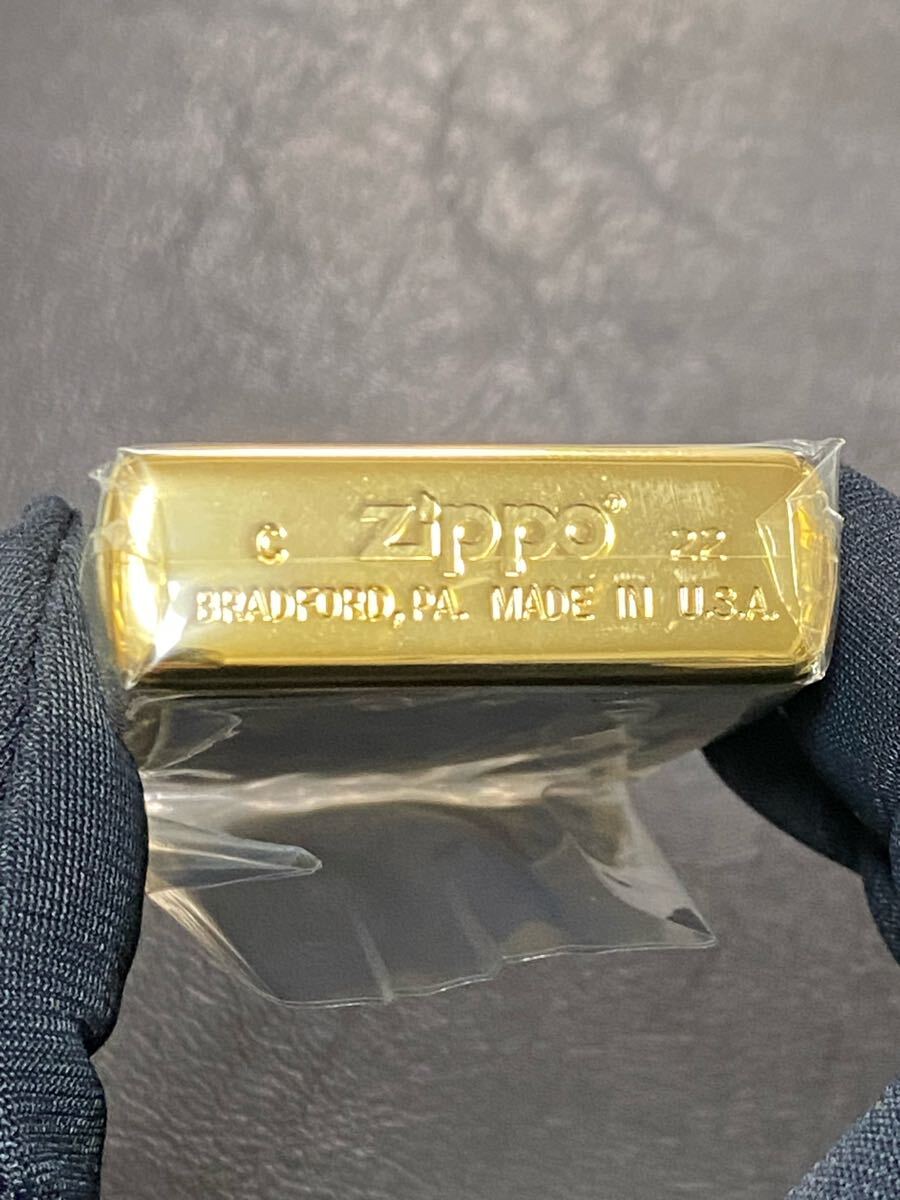 C Zippo® 22
BRADFORD, PA. MADE IN U.S.A.